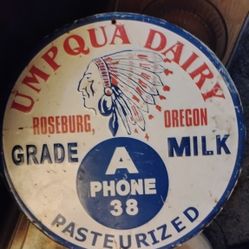 UMPQUA DAIRY
ROSEBURG, OREGON
GRADE A MILK
PHONE
38
PASTEURIZED